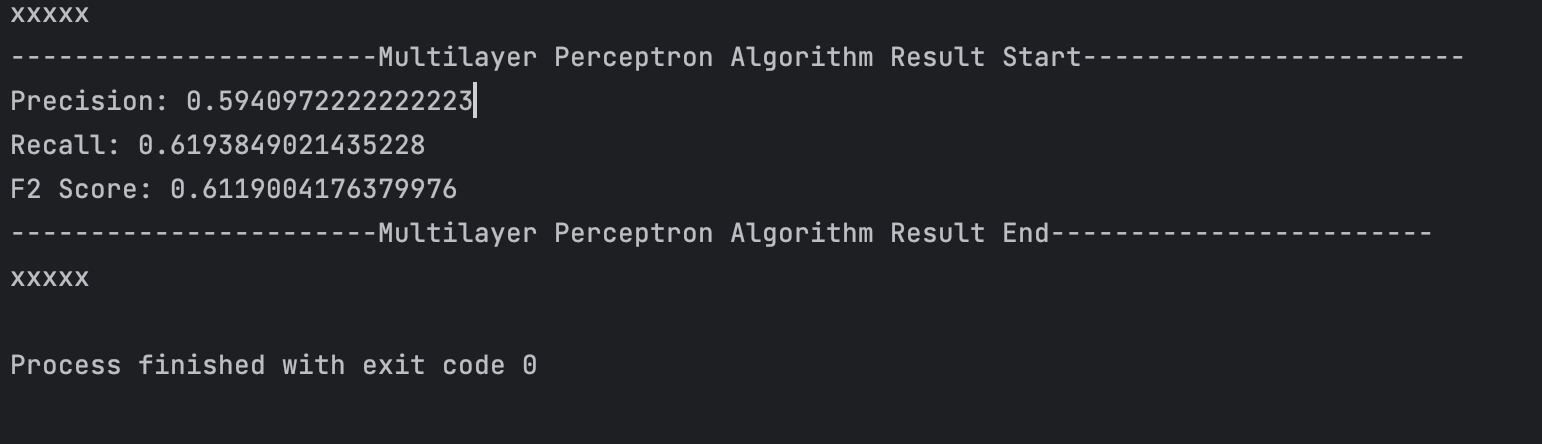 xxxxx
-----------------------Multilayer Perceptron Algorithm Result Start------------------------
Precision: 0.5940972222222223
Recall: 0.6193849021435228
F2 Score: 0.6119004176379976
-----------------------Multilayer Perceptron Algorithm Result End------------------------
xxxxx
Process finished with exit code 0